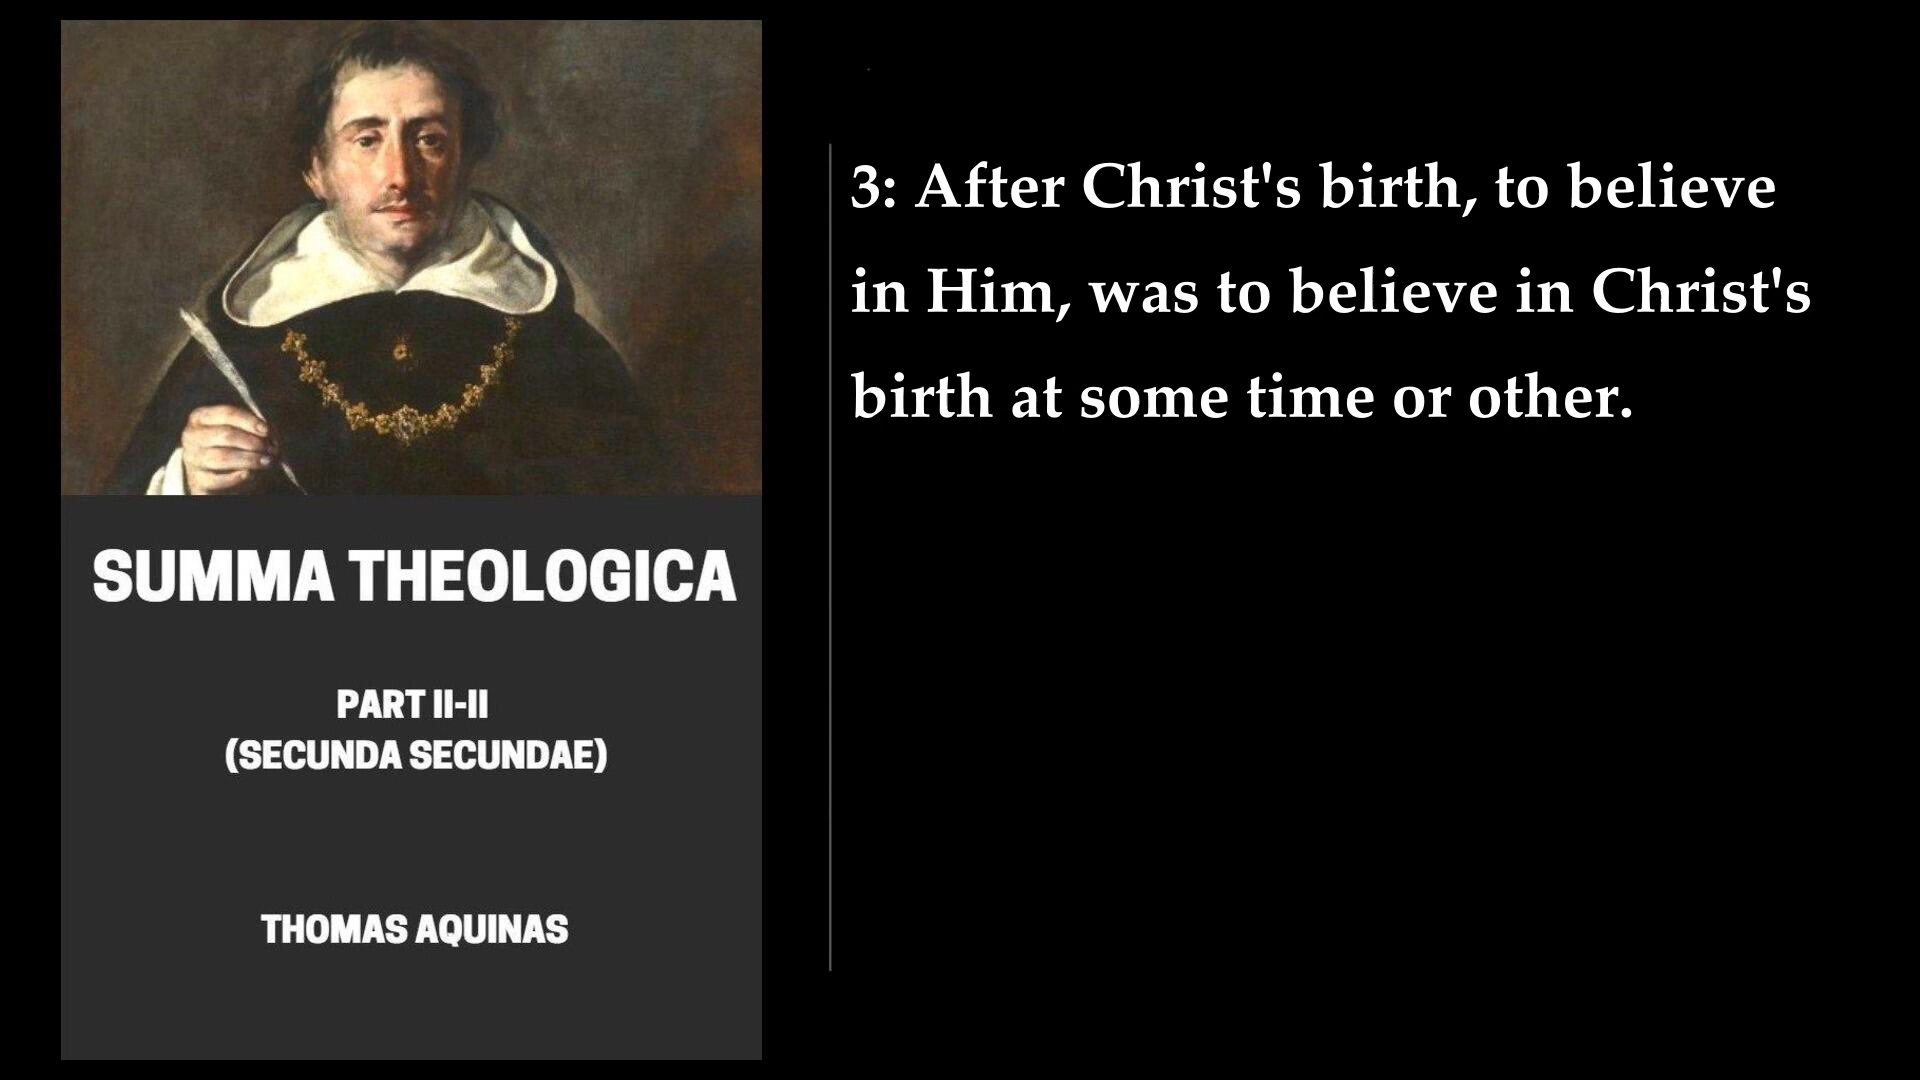 SUMMA THEOLOGICA
PART II-II
(SECUNDA SECUNDAE)
THOMAS AQUINAS
3: After Christ's birth, to believe
in Him, was to believe in Christ's
birth at some time or other.